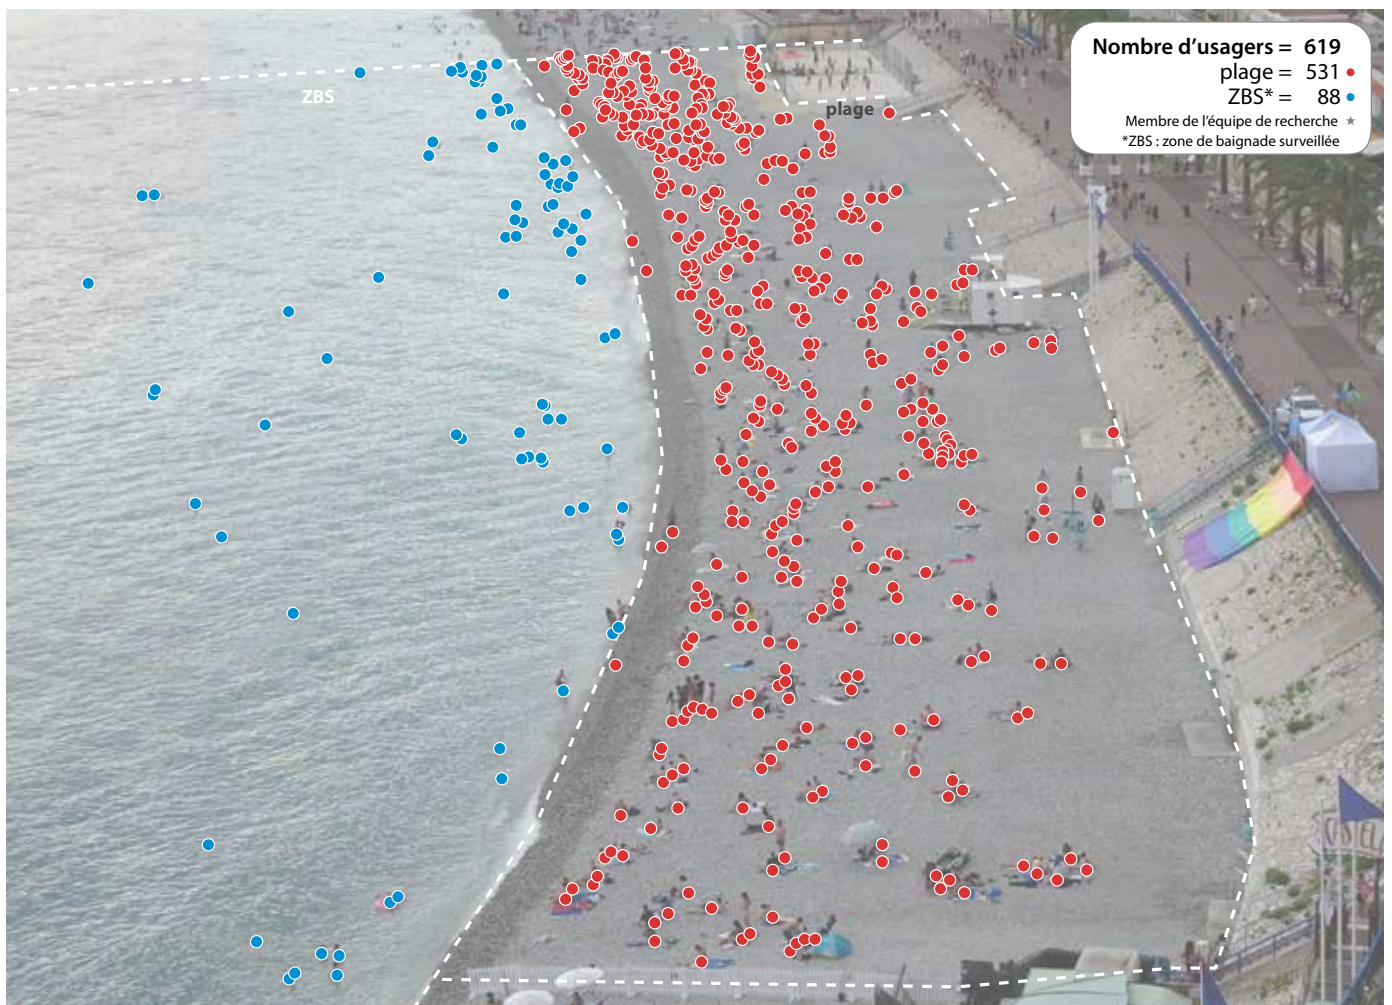 Nombre d'usagers = 619
plage = 531
ZBS* = 88
Membre de l'équipe de recherche ★
*ZBS : zone de baignade surveillée
ZBS
plage